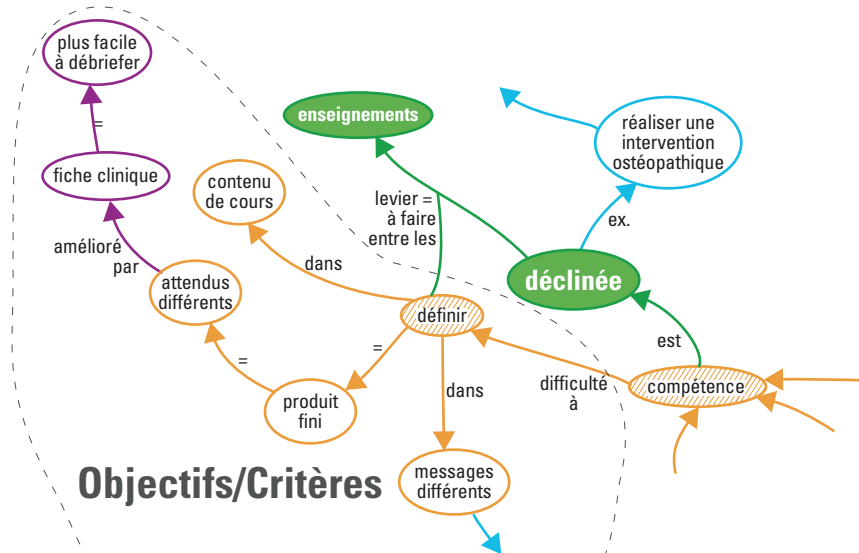 plus facile
à débriefer
=
fiche clinique
amélioré
par
attendus
différents
=
produit
fini
=
contenu
de cours
dans
enseignements
levier =
à faire
entre les
définir
dans
messages
différents
réaliser une
intervention
ostéopathique
ex.
déclinée
est
difficulté
à
compétence
Objectifs/Critères